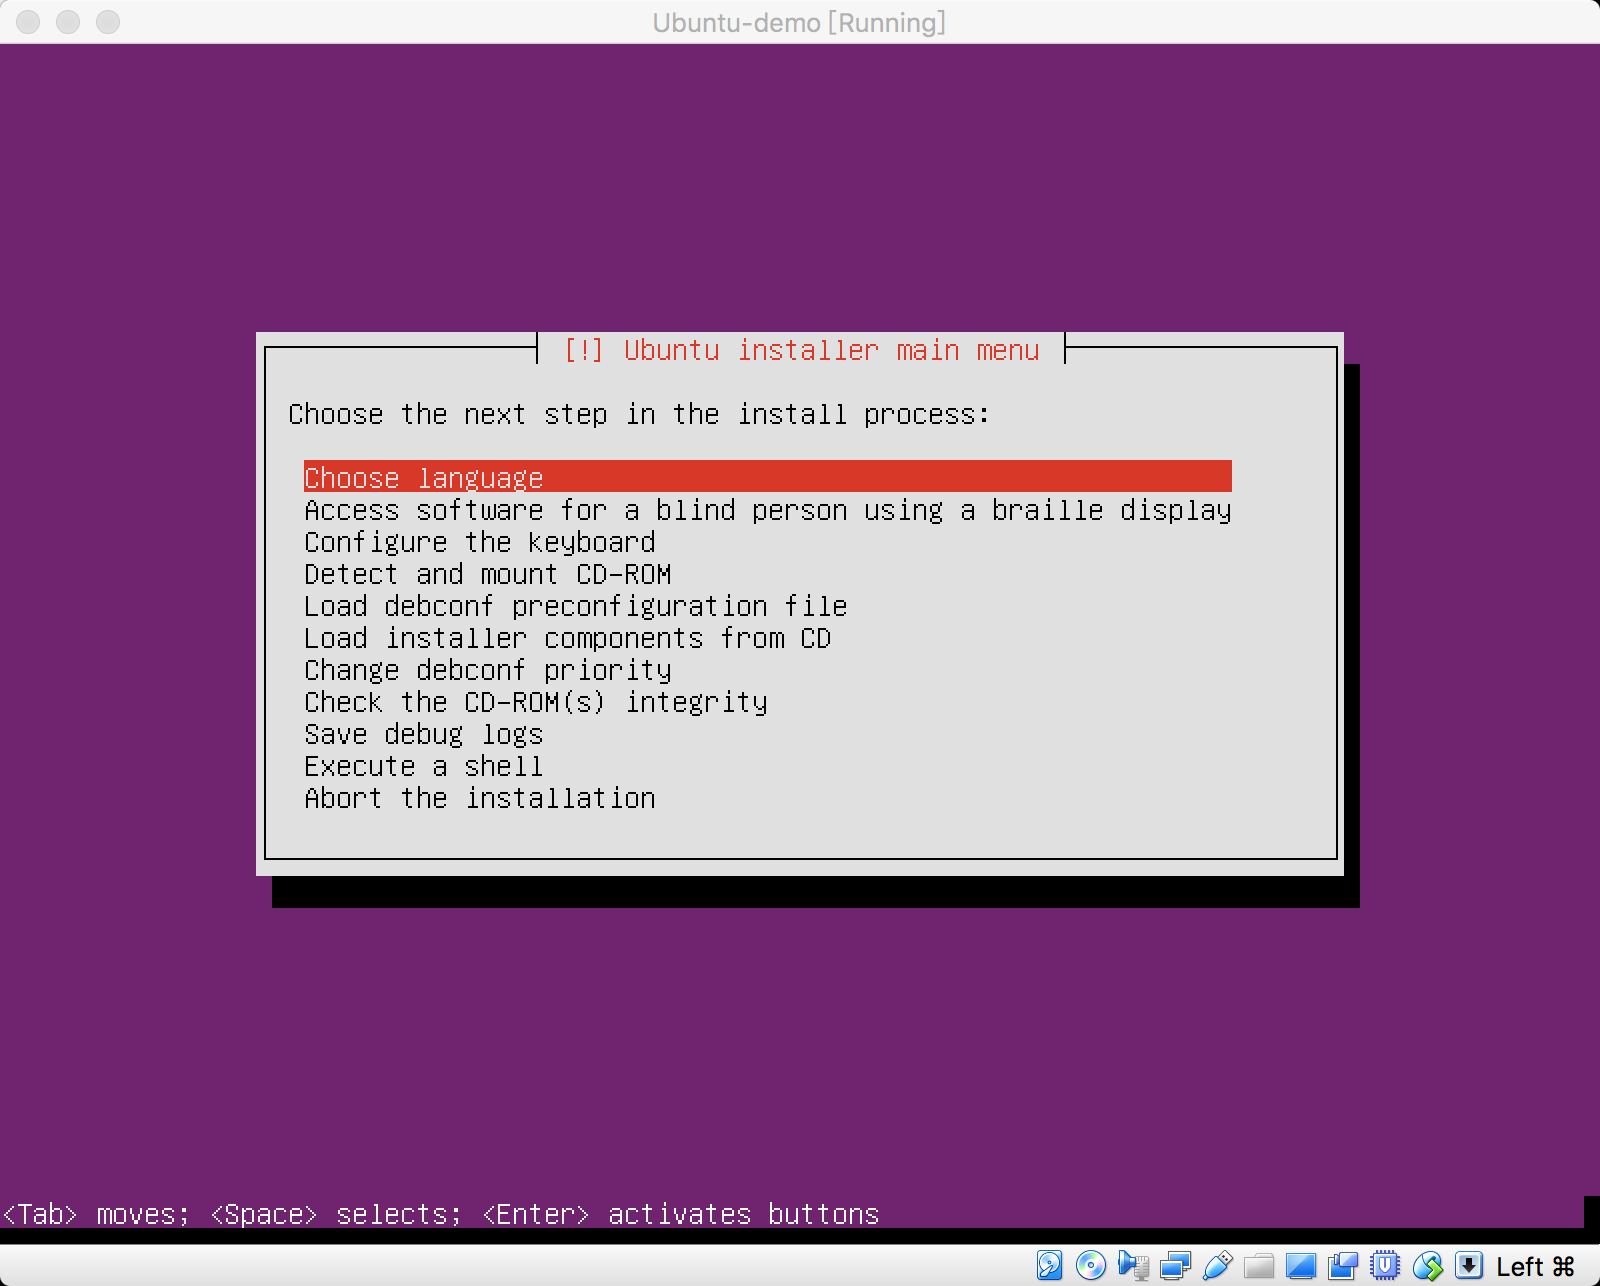 Ubuntu-demo [Running]
[!] Ubuntu installer main menu
Choose the next step in the install process:
Choose language
Access software for a blind person using a braille display
Configure the keyboard
Detect and mount CD-ROM
Load debconf preconfiguration file
Load installer components from CD
Change debconf priority
Check the CD-ROM(s) integrity
Save debug logs
Execute a shell
Abort the installation
<Tab> moves; <Space> selects; <Enter> activates buttons
Left ⌘